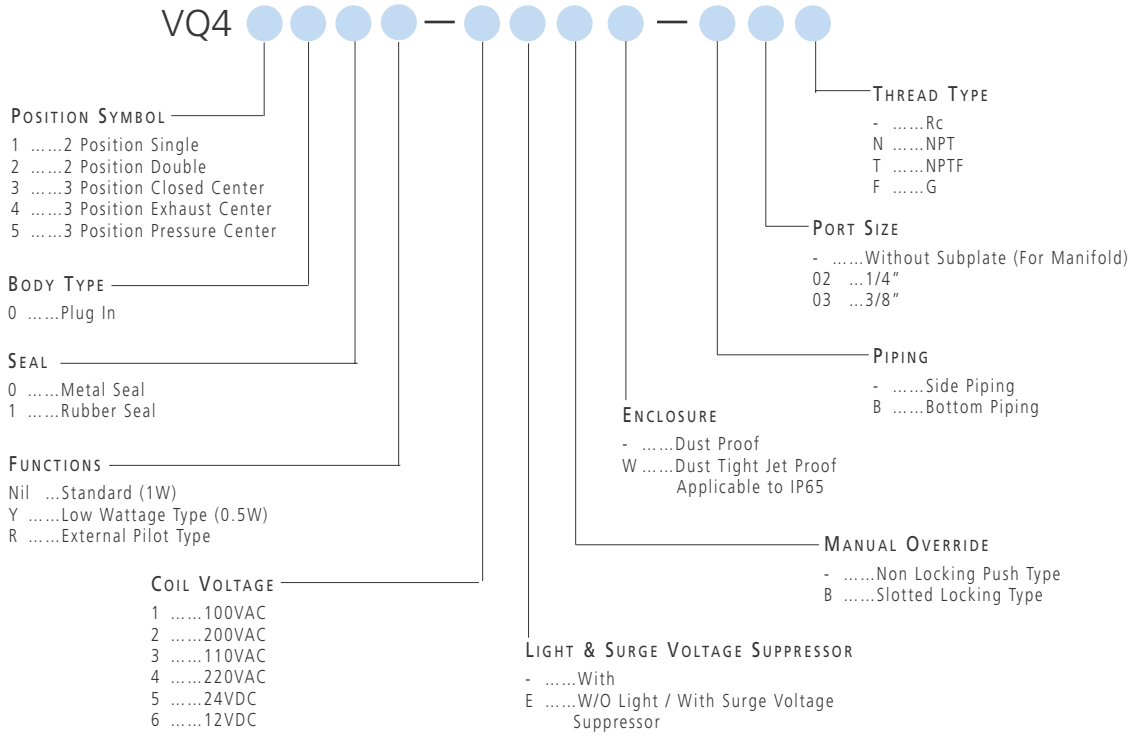 VQ4 — —
POSITION SYMBOL
1 ......2 Position Single
2 ......2 Position Double
3 ......3 Position Closed Center
4 ......3 Position Exhaust Center
5 ......3 Position Pressure Center
BODY TYPE
0 ......Plug In
SEAL
0 ......Metal Seal
1 ......Rubber Seal
FUNCTIONS
Nil ...Standard (1W)
Y ......Low Wattage Type (0.5W)
R ......External Pilot Type
COIL VOLTAGE
1 ......100VAC
2 ......200VAC
3 ......110VAC
4 ......220VAC
5 ......24VDC
6 ......12VDC
LIGHT & SURGE VOLTAGE SUPPRESSOR
- ......With
E ......W/O Light / With Surge Voltage
Suppressor
MANUAL OVERRIDE
- ......Non Locking Push Type
B ......Slotted Locking Type
ENCLOSURE
- ......Dust Proof
W ......Dust Tight Jet Proof
Applicable to IP65
PIPING
- ......Side Piping
B ......Bottom Piping
PORT SIZE
- ......Without Subplate (For Manifold)
02 ...1/4"
03 ...3/8"
THREAD TYPE
- ......Rc
N ......NPT
T ......NPTF
F ......G